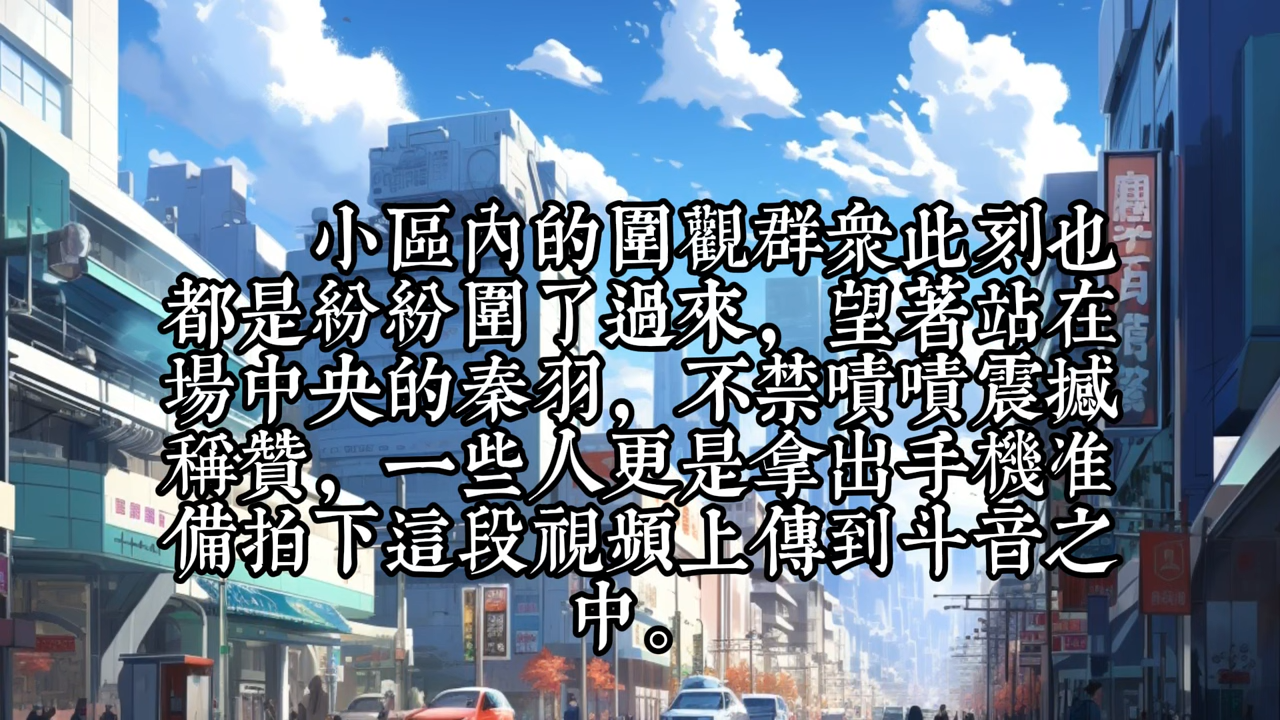 小區內的圍觀群衆此刻也
都是紛紛圍了過來，望著站在
場中央的秦羽，不禁嘖嘖震撼
稱贊，一些人更是拿出手機准
備拍下這段視頻上傳到斗音之
中。